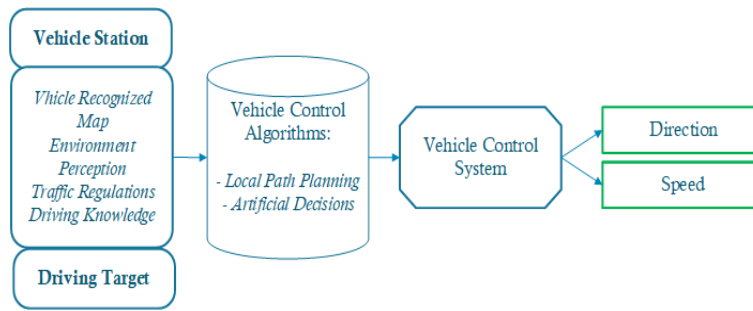 Vehicle Station
Vhicle Recognized
Map
Environment
Perception
Traffic Regulations
Driving Knowledge
Driving Target
Vehicle Control
Algorithms:
- Local Path Planning
- Artificial Decisions
Vehicle Control
System
Direction
Speed